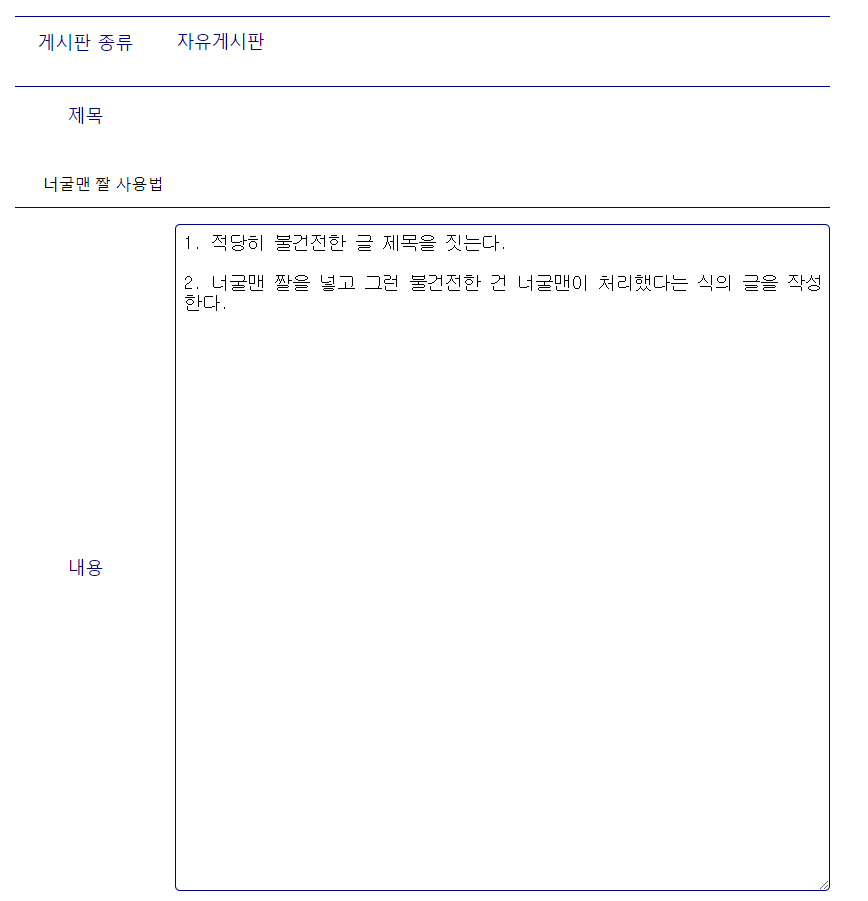 게시판 종류 자유게시판
제목
너굴맨 짤 사용법
1. 적당히 불건전한 글 제목을 짓는다.
2. 너굴맨 짤을 넣고 그런 불건전한 건 너굴맨이 처리했다는 식의 글을 작성
한다.
내용